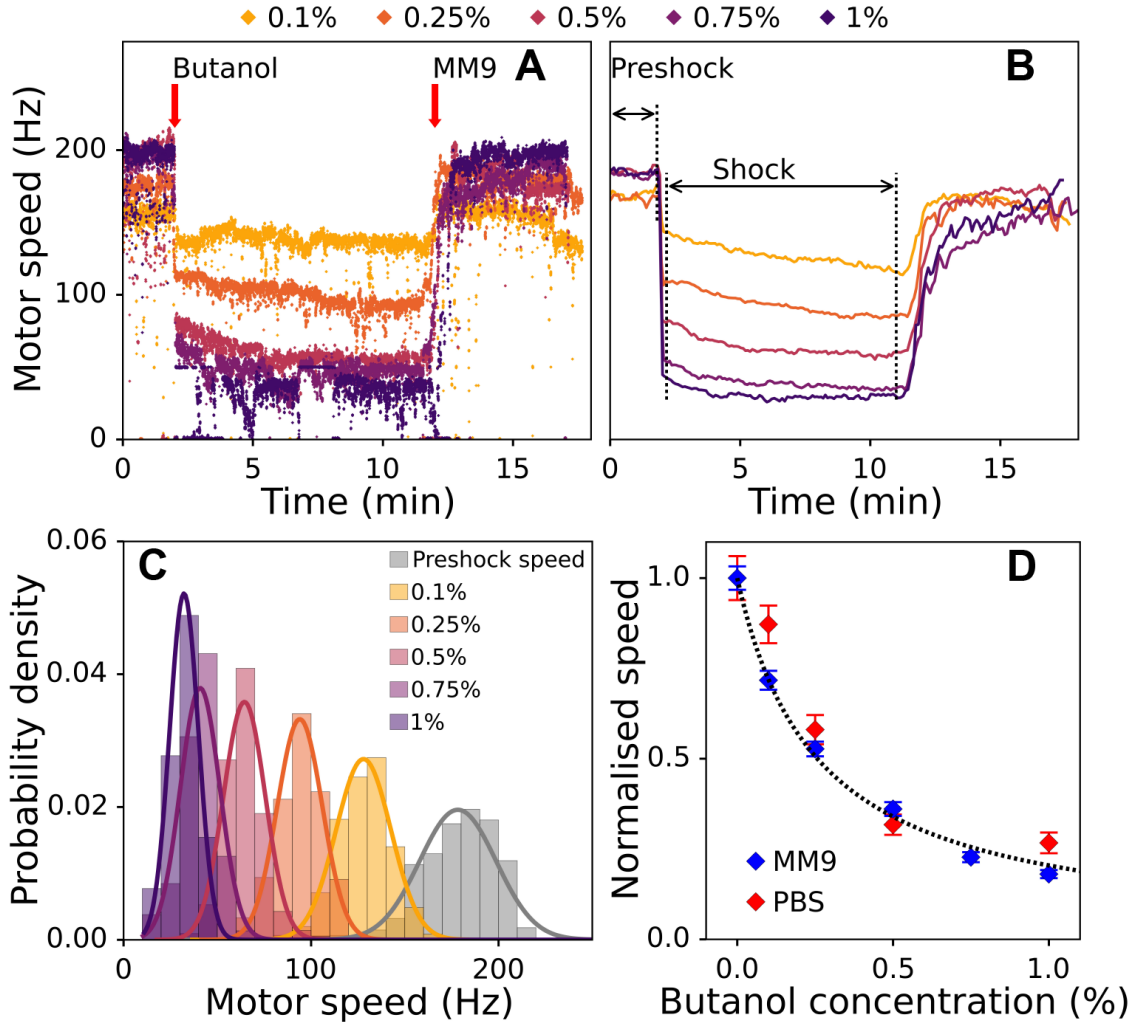 0.1% 0.25% 0.5% 0.75% 1%
Butanol MM9 A
Preshock B
Shock
Motor speed (Hz)
200
100
0
0 5 10 15
Time (min)
0 5 10 15
Time (min)
C
Preshock speed
0.1%
0.25%
0.5%
0.75%
1%
Probability density
0.06
0.04
0.02
0.00
0 100 200
Motor speed (Hz)
D
Normalised speed
1.0
0.5
0.0
MM9
PBS
0.0 0.5 1.0
Butanol concentration (%)